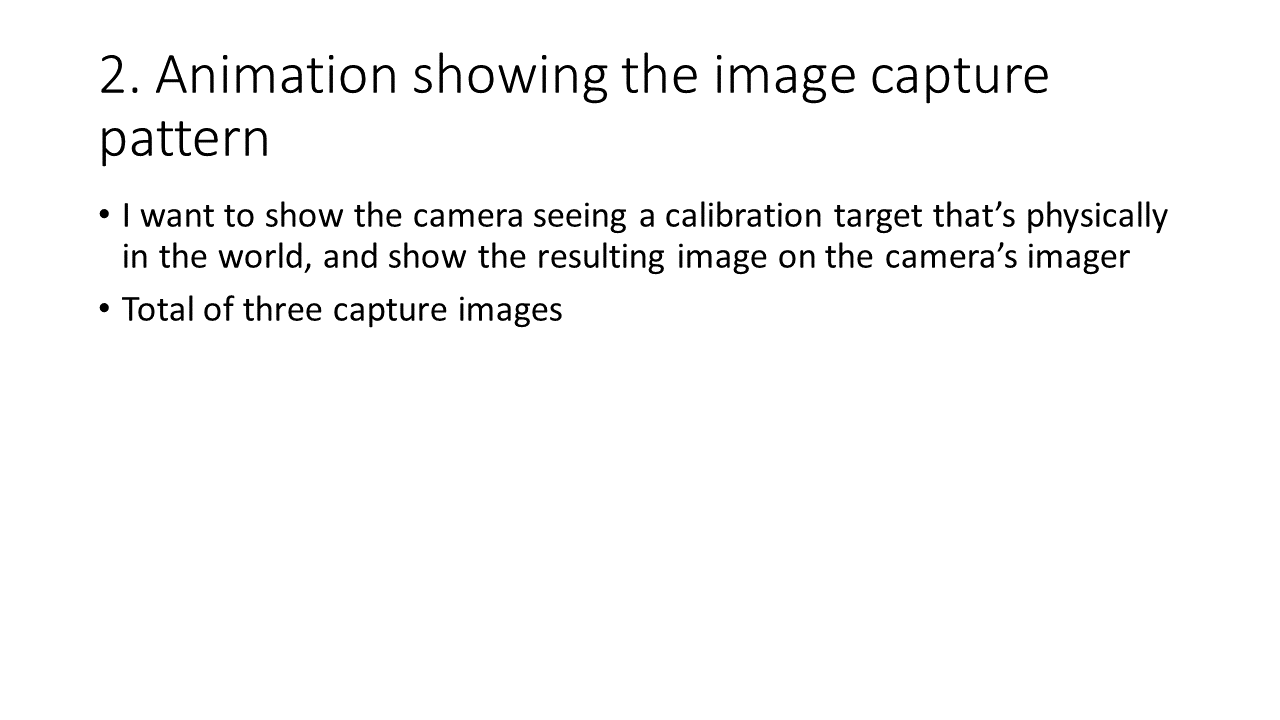 2. Animation showing the image capture
pattern
• I want to show the camera seeing a calibration target that’s physically
in the world, and show the resulting image on the camera’s imager
• Total of three capture images